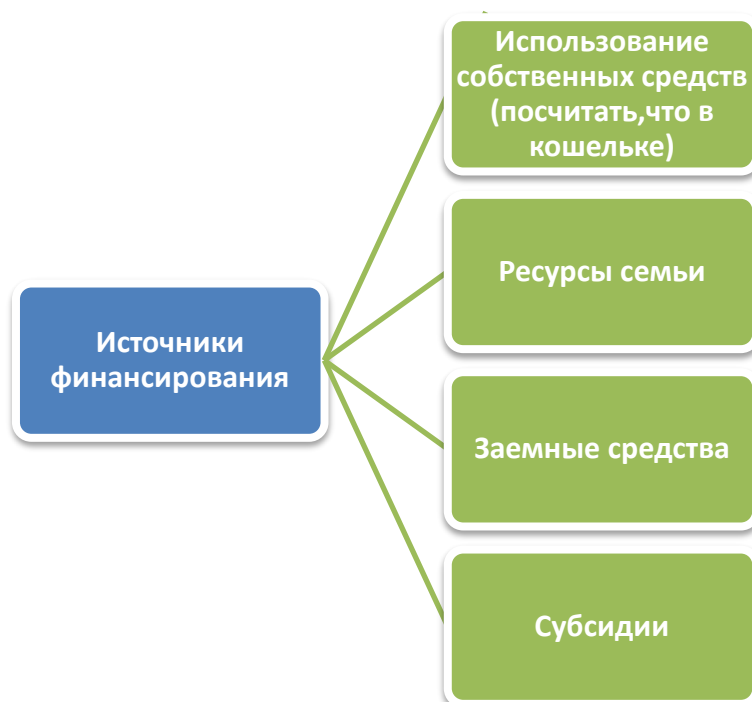 Использование
собственных средств
(посчитать,что в
кошельке)
Ресурсы семьи
Источники
финансирования
Заемные средства
Субсидии